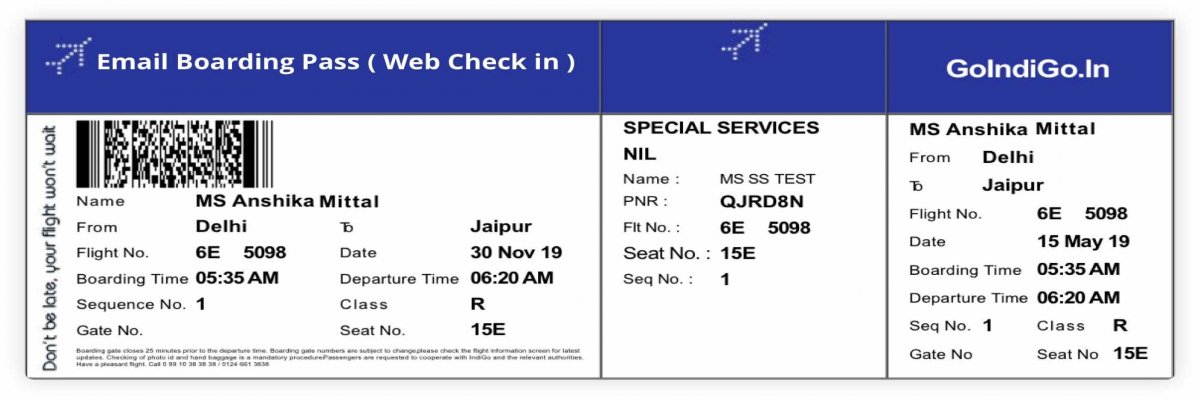 Email Boarding Pass ( Web Check in )
Don't be late, your flight won't wait
Name MS Anshika Mittal
From Delhi To Jaipur
Flight No. 6E 5098 Date 30 Nov 19
Boarding Time 05:35 AM Departure Time 06:20 AM
Sequence No. 1 Class R
Gate No. Seat No. 15E
Boarding gate closes 25 minutes prior to the departure time. Boarding gate numbers are subject to change,please check the flight information screen for latest
updates. Checking of photo id and hand baggage is a mandatory procedure.Passengers are requested to cooperate with IndiGo and the relevant authorities.
Have a pleasant flight. Call 0 99 10 38 38 38 / 0124 661 3838
SPECIAL SERVICES
NIL
Name : MS SS TEST
PNR : QJRD8N
Flt No. : 6E 5098
Seat No. : 15E
Seq No. : 1
GoIndiGo.In
MS Anshika Mittal
From Delhi
To Jaipur
Flight No. 6E 5098
Date 15 May 19
Boarding Time 05:35 AM
Departure Time 06:20 AM
Seq No. 1 Class R
Gate No Seat No 15E